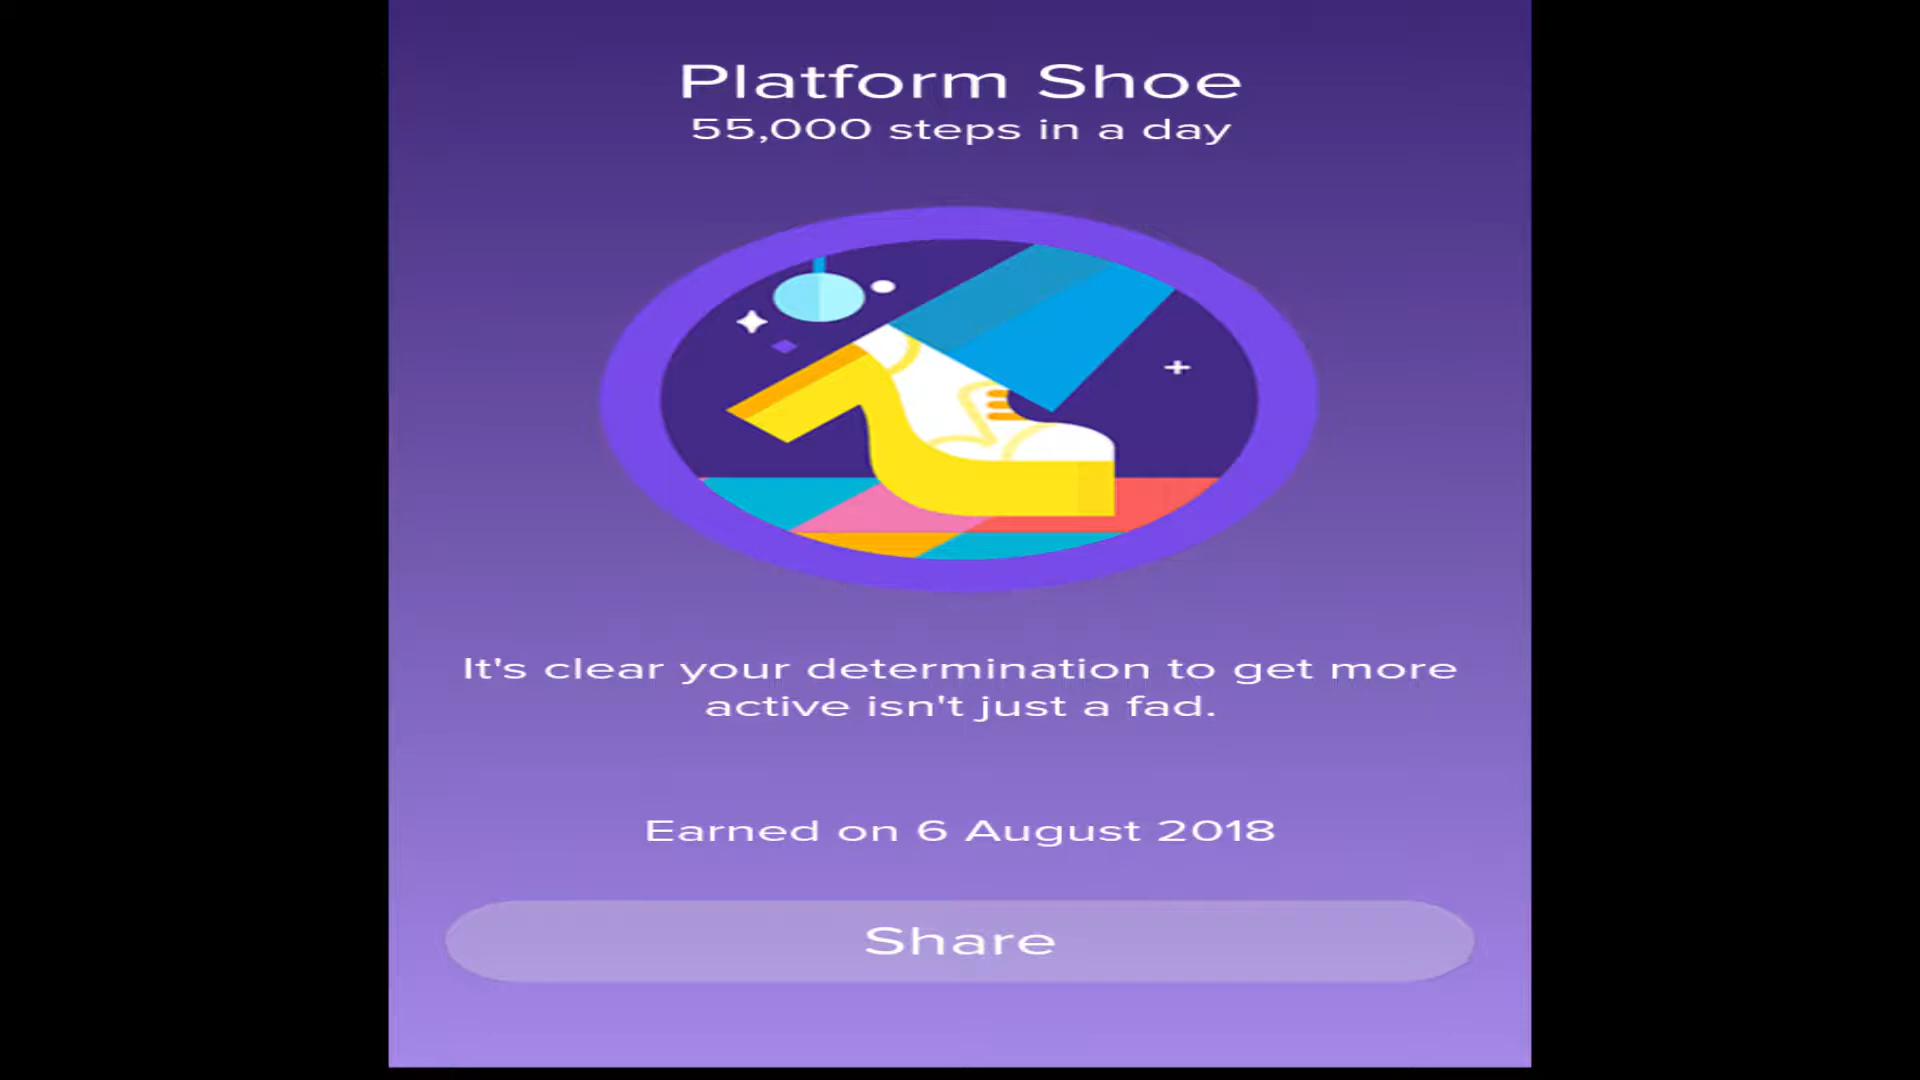 Platform Shoe
55,000 steps in a day
It's clear your determination to get more
active isn't just a fad.
Earned on 6 August 2018
Share